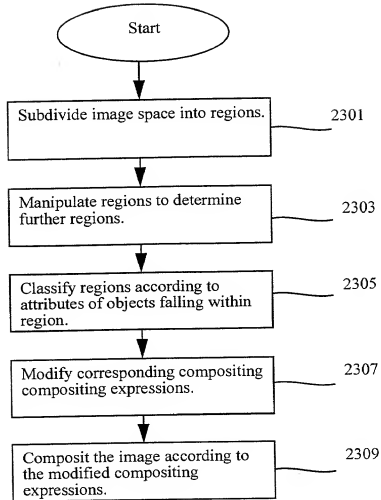 Start
Subdivide image space into regions.
2301
Manipulate regions to determine
further regions.
2303
Classify regions according to
attributes of objects falling within
region.
2305
Modify corresponding compositing
compositing expressions.
2307
Composit the image according to
the modified compositing
expressions.
2309